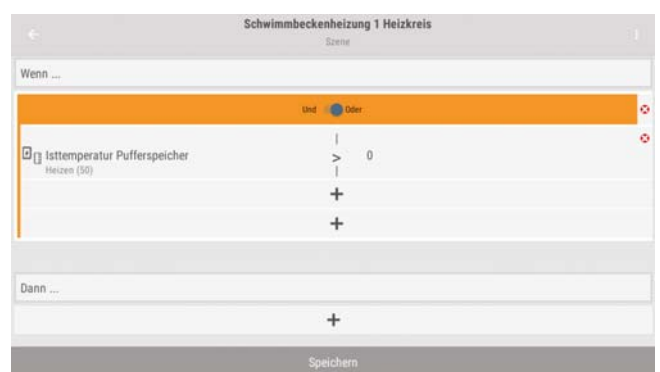 Schwimmbeckenheizung 1 Heizkreis
Szene
Wenn ...
Und Oder
Isttemperatur Pufferspeicher > 0
Heizen (50)
+
+
Dann ...
+
Speichern